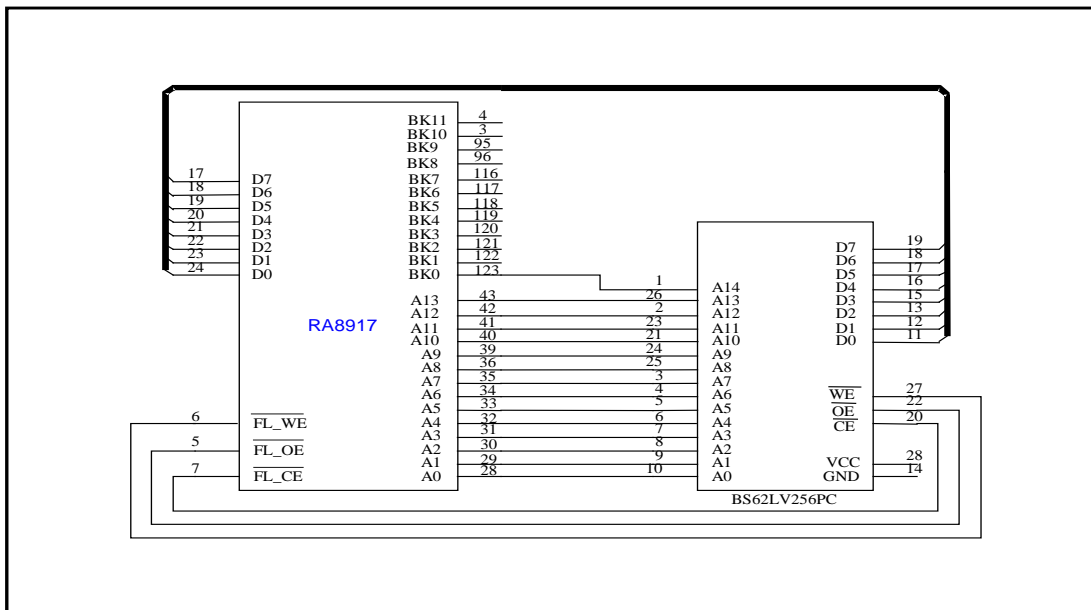 4 BK11
3 BK10
95 BK9
96 BK8
116 BK7
117 BK6
118 BK5
119 BK4
120 BK3
121 BK2
122 BK1
123 BK0
17 D7
18 D6
19 D5
20 D4
21 D3
22 D2
23 D1
24 D0
RA8917
A13 43
A12 42
A11 41
A10 40
A9 39
A8 36
A7 35
A6 34
A5 33
A4 32
A3 31
A2 30
A1 29
A0 28
6 FL_WE
5 FL_OE
7 FL_CE
1 A14
26 A13
2 A12
23 A11
21 A10
24 A9
25 A8
3 A7
4 A6
5 A5
6 A4
7 A3
8 A2
9 A1
10 A0
D7 19
D6 18
D5 17
D4 16
D3 15
D2 13
D1 12
D0 11
WE 27
OE 22
CE 20
VCC 28
GND 14
BS62LV256PC